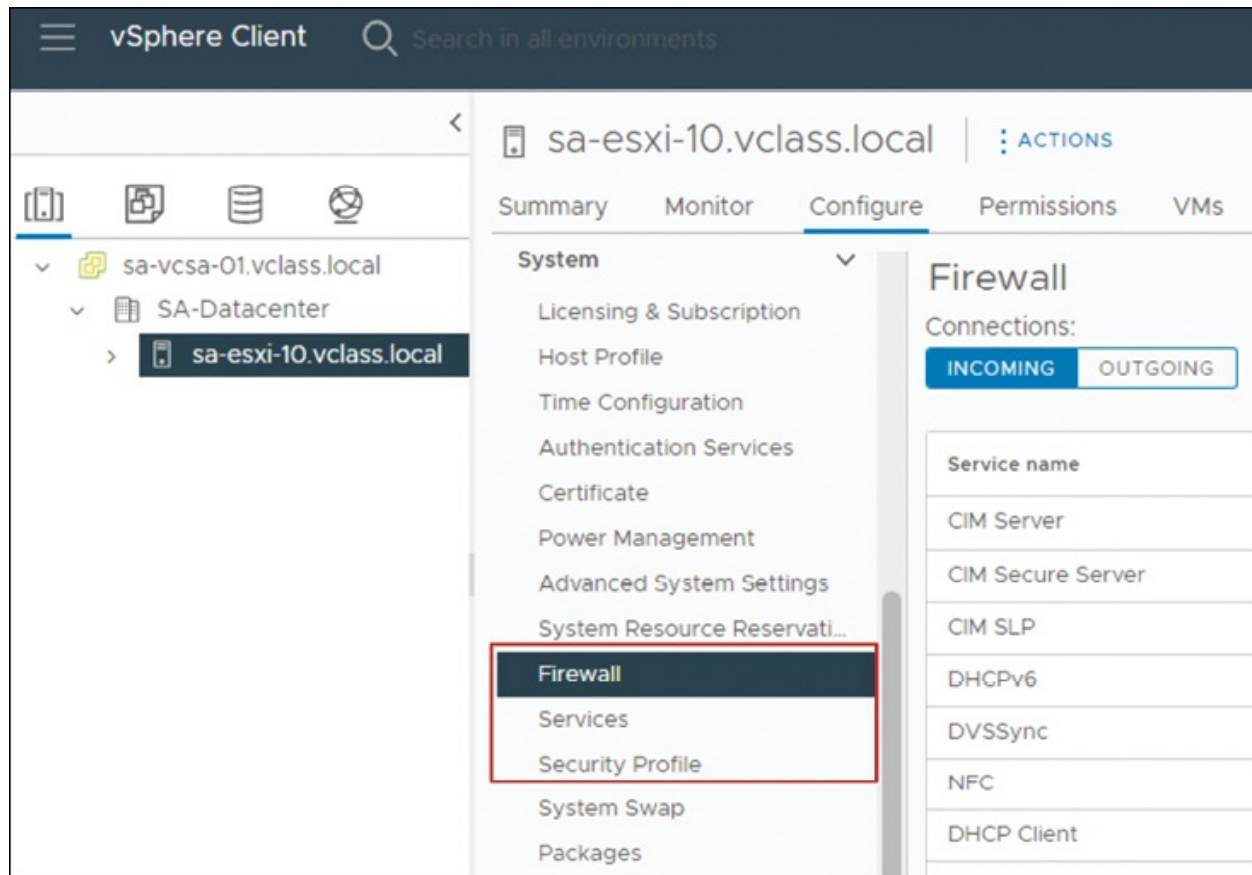 vSphere Client
Search in all environments
sa-vcsa-01.vclass.local
SA-Datacenter
sa-esxi-10.vclass.local
sa-esxi-10.vclass.local
ACTIONS
Summary Monitor Configure Permissions VMs
System
Licensing & Subscription
Host Profile
Time Configuration
Authentication Services
Certificate
Power Management
Advanced System Settings
System Resource Reservati...
Firewall
Services
Security Profile
System Swap
Packages
Firewall
Connections:
INCOMING OUTGOING
Service name
CIM Server
CIM Secure Server
CIM SLP
DHCPv6
DVSSync
NFC
DHCP Client